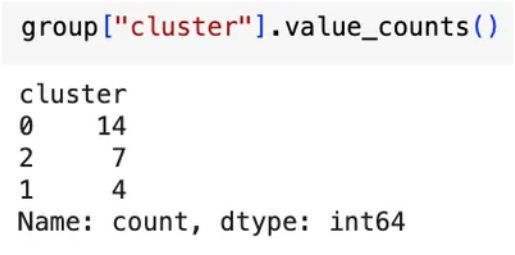 group["cluster"].value_counts()
cluster
0    14
2     7
1     4
Name: count, dtype: int64